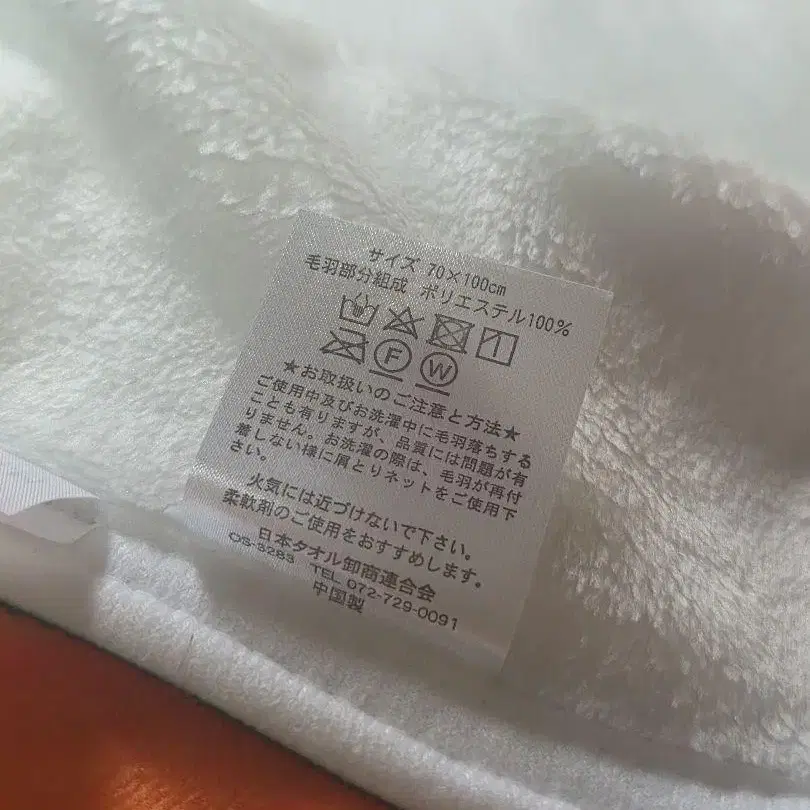 サイズ 70×100cm
毛羽部分組成 ポリエステル100%
F W
★お取扱いのご注意と方法★
ご使用中及びお洗濯中に毛羽落ちする
ことも有りますが、品質には問題が有
りません。お洗濯の際は、毛羽が再付
着しない様に屑とりネットをご使用下
さい。
火気には近づけないで下さい。
柔軟剤のご使用をおすすめします。
日本タオル卸商連合会
OS-3283 TEL 072-729-0091
中国製